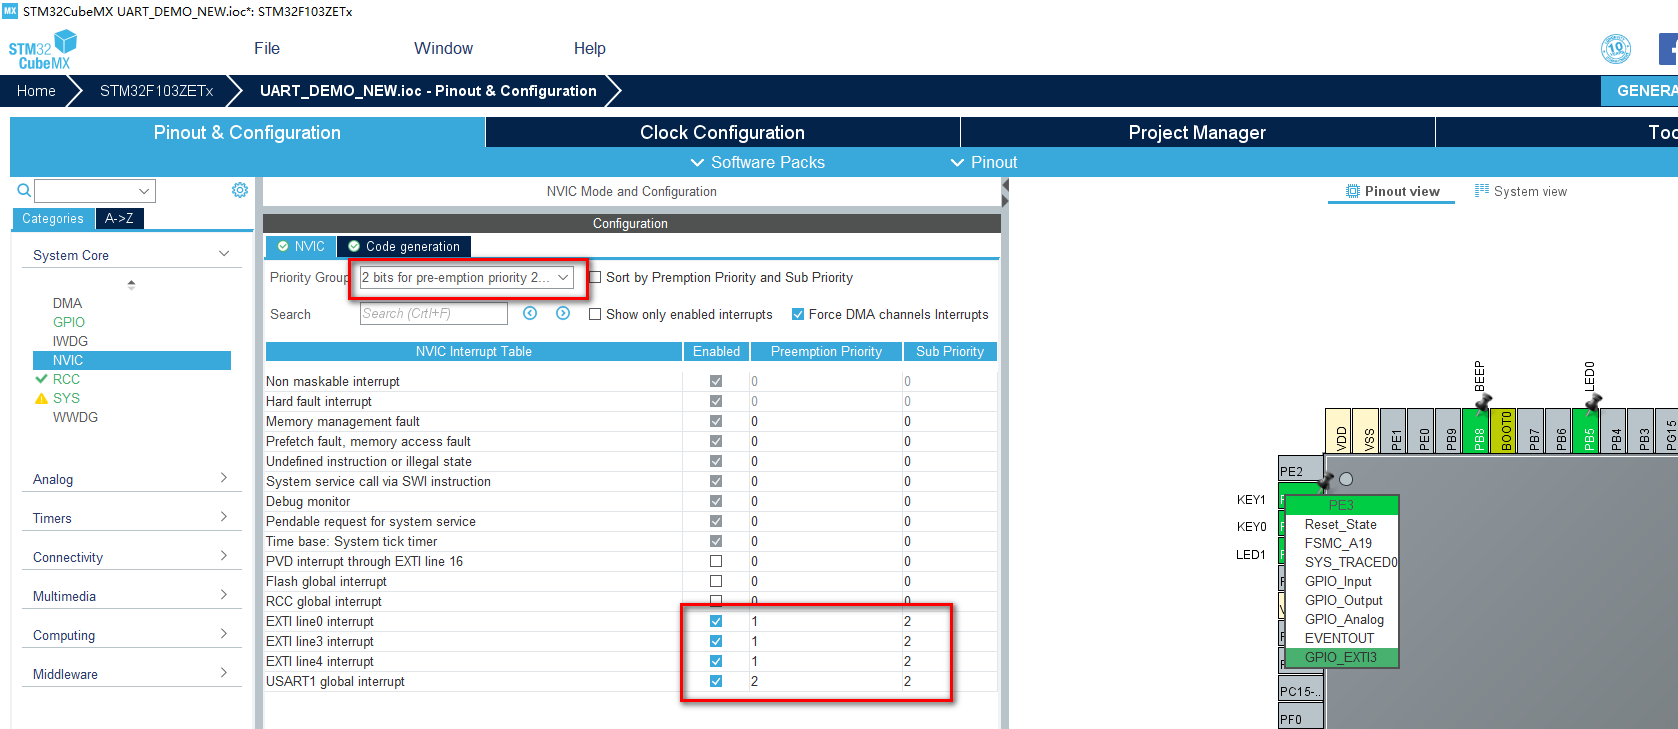 MX STM32CubeMX UART_DEMO_NEW.ioc*: STM32F103ZETx
STM32
CubeMX
File
Window
Help
10
Home
STM32F103ZETx
UART_DEMO_NEW.ioc - Pinout & Configuration
GENERA
Pinout & Configuration
Clock Configuration
Project Manager
Too
Software Packs
Pinout
NVIC Mode and Configuration
Pinout view
System view
Categories
A->Z
Configuration
NVIC
Code generation
System Core
Priority Group
2 bits for pre-emption priority 2...
Sort by Premption Priority and Sub Priority
Search
Search (Crtl+F)
Show only enabled interrupts
Force DMA channels Interrupts
DMA
GPIO
IWDG
NVIC
RCC
SYS
WWDG
Analog
Timers
Connectivity
Multimedia
Computing
Middleware
NVIC Interrupt Table Enabled Preemption Priority Sub Priority
Non maskable interrupt 0 0
Hard fault interrupt 0 0
Memory management fault 0 0
Prefetch fault, memory access fault 0 0
Undefined instruction or illegal state 0 0
System service call via SWI instruction 0 0
Debug monitor 0 0
Pendable request for system service 0 0
Time base: System tick timer 0 0
PVD interrupt through EXTI line 16 0 0
Flash global interrupt 0 0
RCC global interrupt 0 0
EXTI line0 interrupt 1 2
EXTI line3 interrupt 1 2
EXTI line4 interrupt 1 2
USART1 global interrupt 2 2
BEEP
LED0
VDD
VSS
PE1
PE0
PB9
PB8
BOOT0
PB7
PB6
PB5
PB4
PB3
PG15
PE2
KEY1
KEY0
LED1
PE3
Reset_State
FSMC_A19
SYS_TRACED0
GPIO_Input
GPIO_Output
GPIO_Analog
EVENTOUT
GPIO_EXTI3
PC15-..
PF0